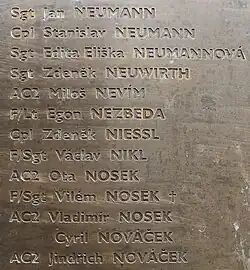 Sgt Jan NEUMANN
Cpl Stanislav NEUMANN
Sgt Edita Eliška NEUMANNOVÁ
Sgt Zdeněk NEUWIRTH
AC2 Miloš NEVÍM
F/Lt Egon NEZBEDA
Cpl Zdeněk NIESSL
F/Sgt Václav NIKL
AC2 Ota NOSEK
F/Sgt Vilém NOSEK †
AC2 Vladimír NOSEK
Cyril NOVÁČEK
AC2 Jindřich NOVÁČEK